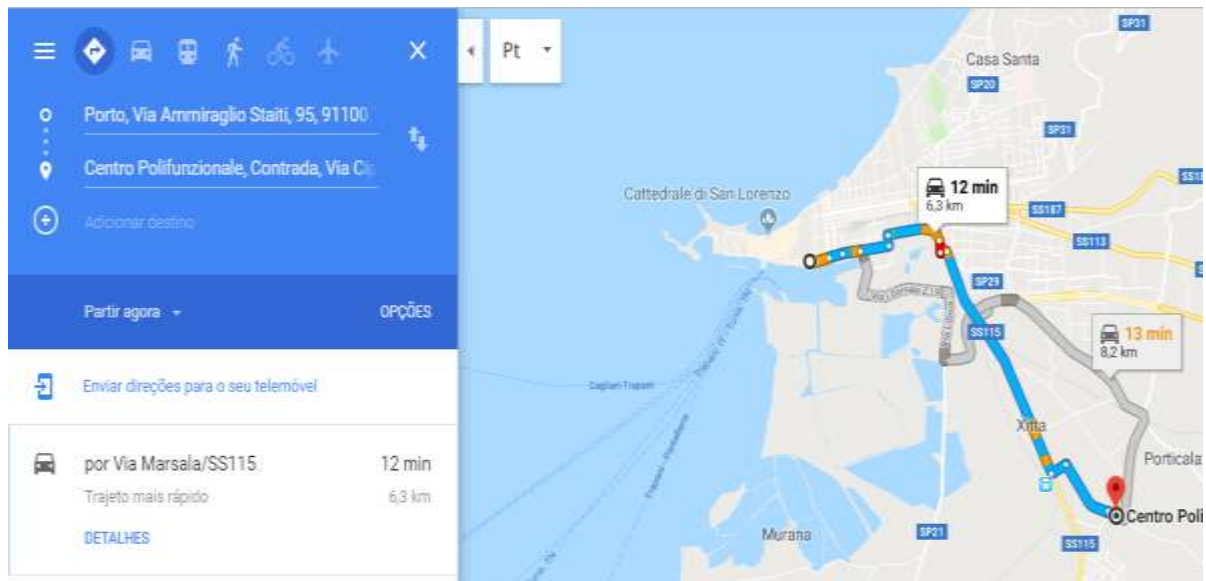 Porto, Via Ammiraglio Staiti, 95, 91100
Centro Polifunzionale, Contrada, Via
Adicionar destino
Partir agora
OPÇÕES
Enviar direções para o seu telemóvel
por Via Marsala/SS115
12 min
Trajeto mais rápido
6,3 km
DETALHES
Pt
SP31
Casa Santa
SP20
SP31
Cattedrale di San Lorenzo
12 min
6,3 km
SS187
SS113
SP29
SS115
13 min
8,2 km
Cagliari-Trapani
Xitta
Porticala
Centro Poli
Murana
SP21
SS115